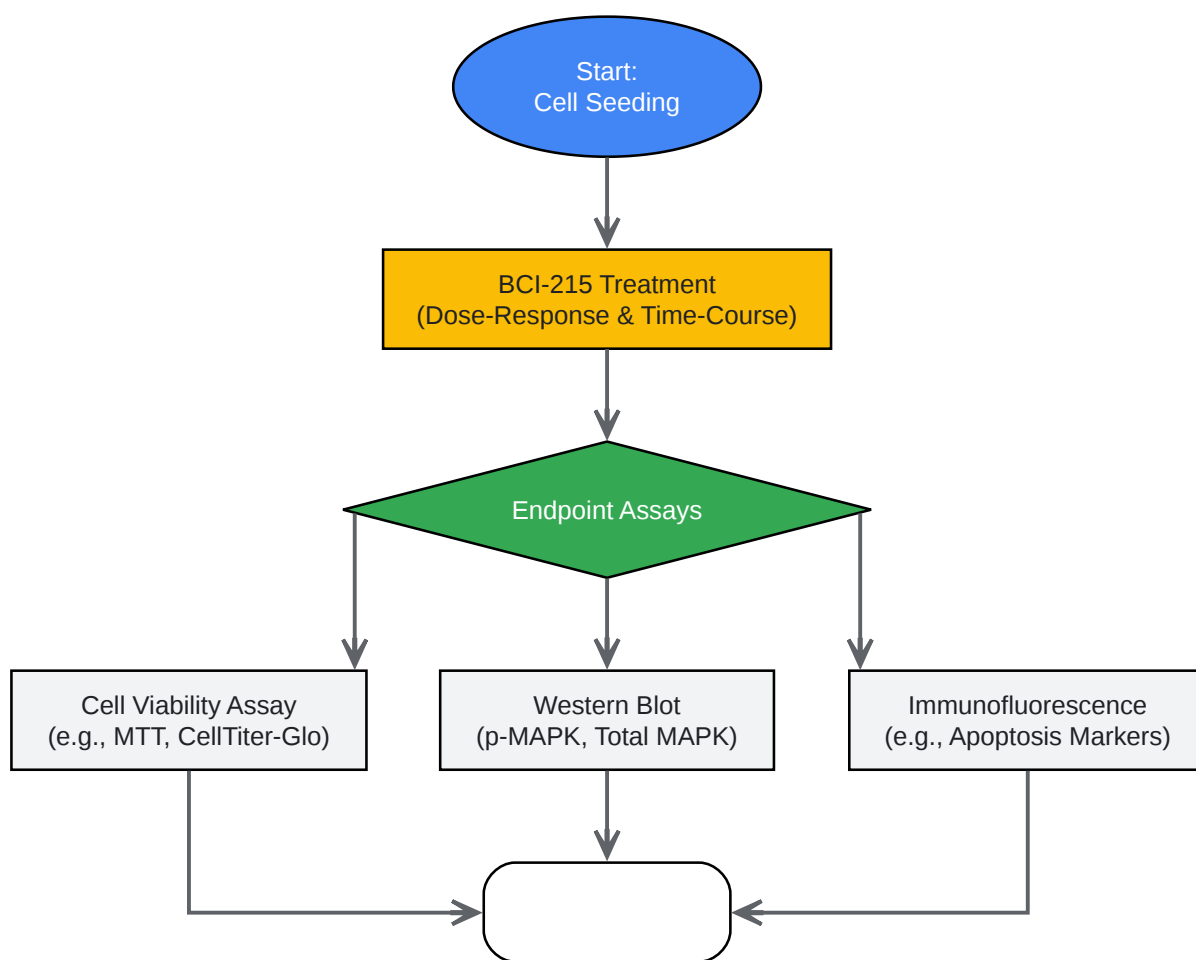 Start:
Cell Seeding
BCI-215 Treatment
(Dose-Response & Time-Course)
Endpoint Assays
Cell Viability Assay
(e.g., MTT, CellTiter-Glo)
Western Blot
(p-MAPK, Total MAPK)
Immunofluorescence
(e.g., Apoptosis Markers)